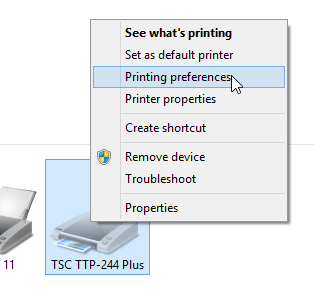 See what's printing
Set as default printer
Printing preferences
Printer properties
Create shortcut
Remove device
Troubleshoot
Properties
11
TSC TTP-244 Plus